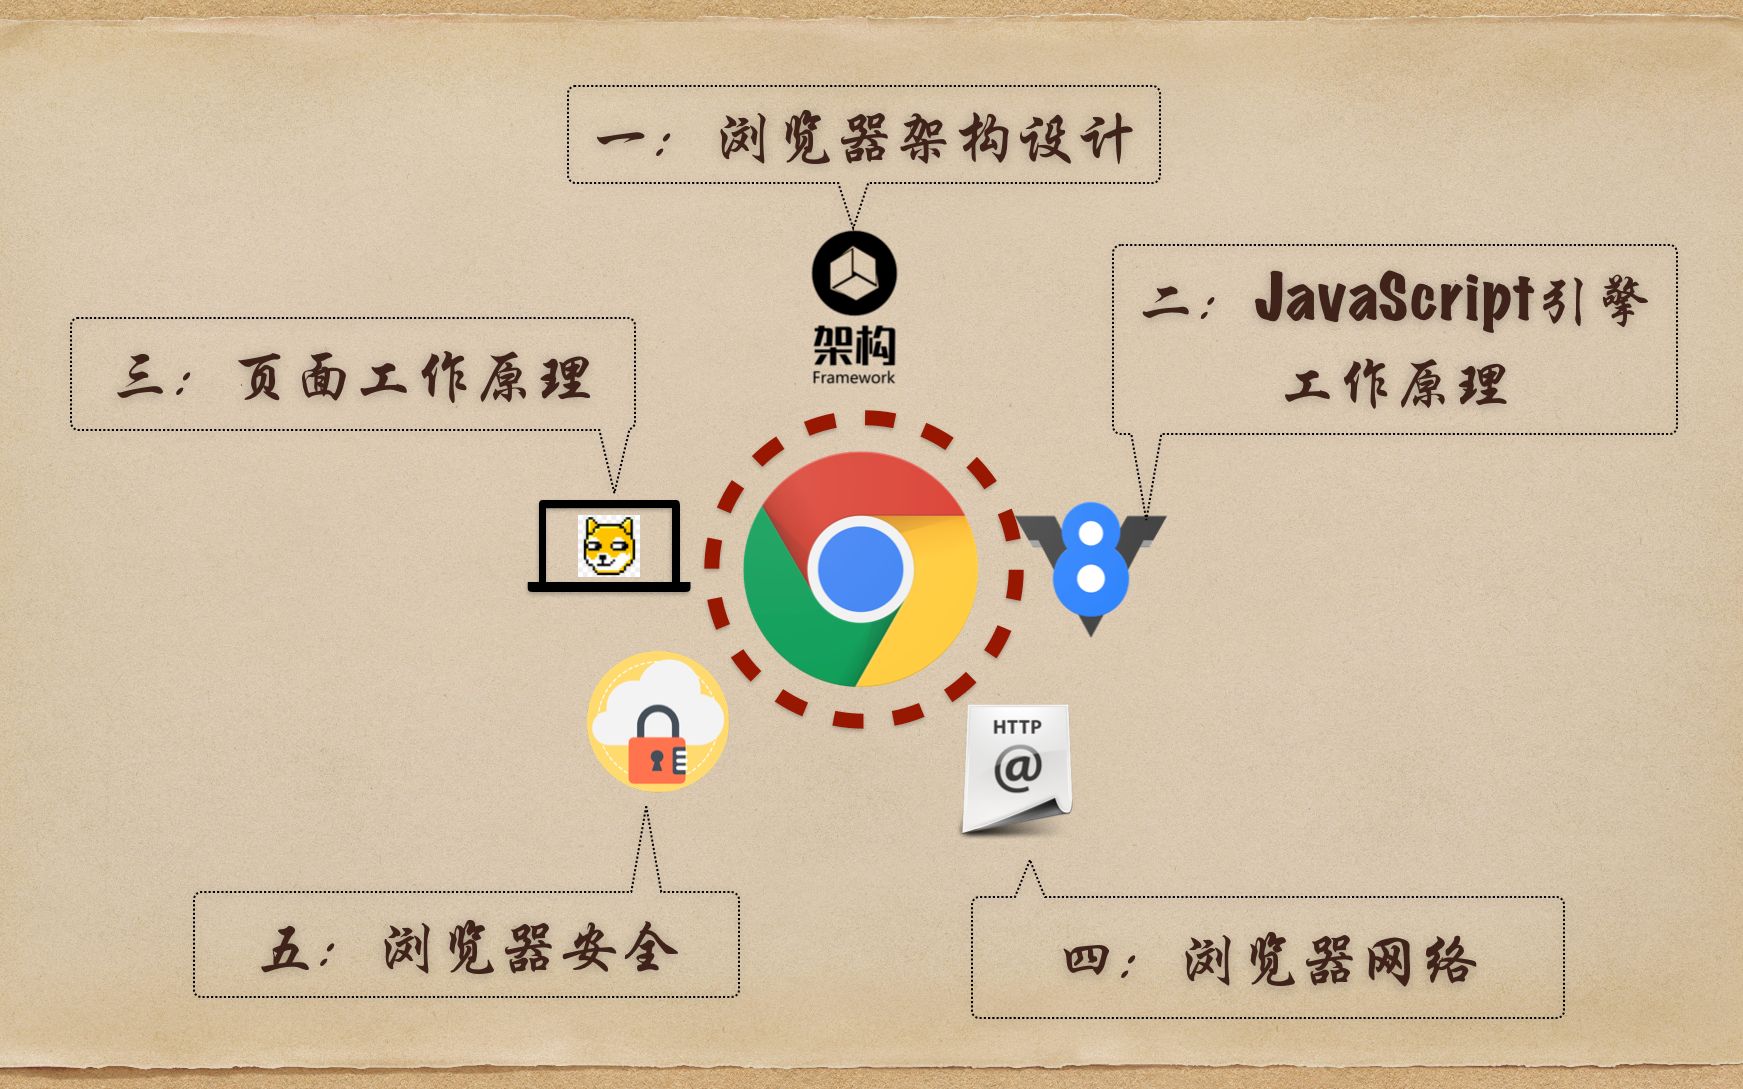 一：浏览器架构设计
架构
Framework
二：JavaScript引擎
工作原理
三：页面工作原理
8
HTTP
@
五：浏览器安全
四：浏览器网络